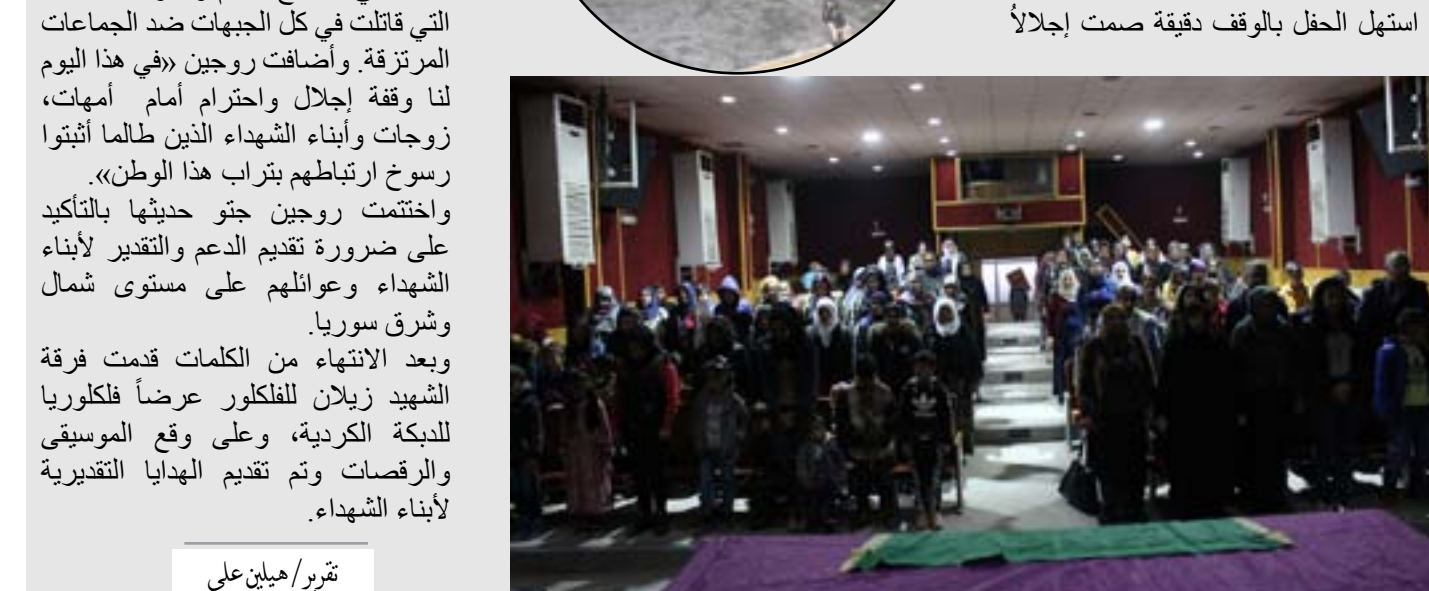 استهل الحفل بالوقف دقيقة صمت إجلالاُ
التي قاتلت في كل الجبهات ضد الجماعات
المرتزقة. وأضافت روجين «في هذا اليوم
لنا وقفة إجلال واحترام أمام أمهات،
زوجات وأبناء الشهداء الذين طالما أثبتوا
رسوخ ارتباطهم بتراب هذا الوطن».
واختتمت روجين جتو حديثها بالتأكيد
على ضرورة تقديم الدعم والتقدير لأبناء
الشهداء وعوائلهم على مستوى شمال
وشرق سوريا.
وبعد الانتهاء من الكلمات قدمت فرقة
الشهيد زيلان للفلكلور عرضاً فلكلوريا
للدبكة الكردية، وعلى وقع الموسيقى
والرقصات وتم تقديم الهدايا التقديرية
لأبناء الشهداء.
تقرير/هيلين علي